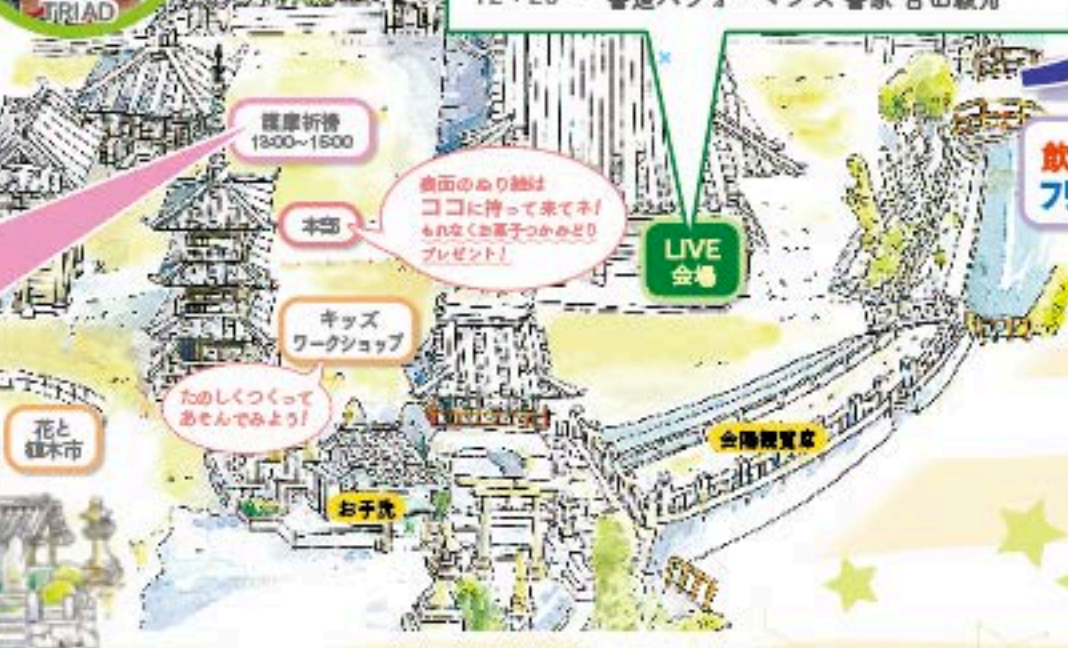 TRIAD
護摩祈祷
13:00~15:00
本部
裏面のぬり絵は
ココに持って来てネ!
もれなくお菓子つかみどり
プレゼント!
LIVE
会場
キッズ
ワークショップ
たのしくつくって
あそんでみよう!
花と
植木市
お手洗
会陽観覧席
飲
フリ